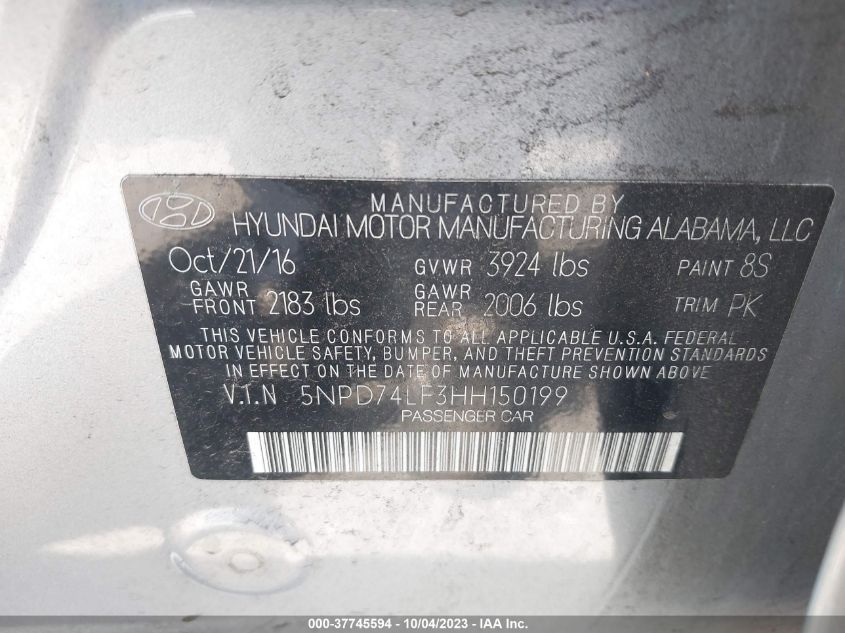 MANUFACTURED BY
HYUNDAI MOTOR MANUFACTURING ALABAMA, LLC
Oct/21/16 GVWR 3924 lbs PAINT 8S
GAWR FRONT 2183 lbs GAWR REAR 2006 lbs TRIM PK
THIS VEHICLE CONFORMS TO ALL APPLICABLE U.S.A. FEDERAL
MOTOR VEHICLE SAFETY, BUMPER, AND THEFT PREVENTION STANDARDS
IN EFFECT ON THE DATE OF MANUFACTURE SHOWN ABOVE.
V.I.N 5NPD74LF3HH150199
PASSENGER CAR
000-37745594 - 10/04/2023 - IAA Inc.